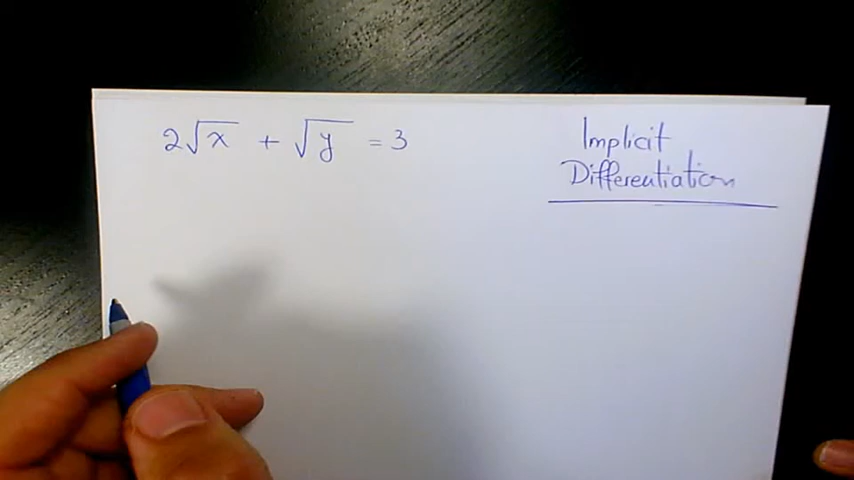 2√x + √y = 3
Implicit
Differentiation